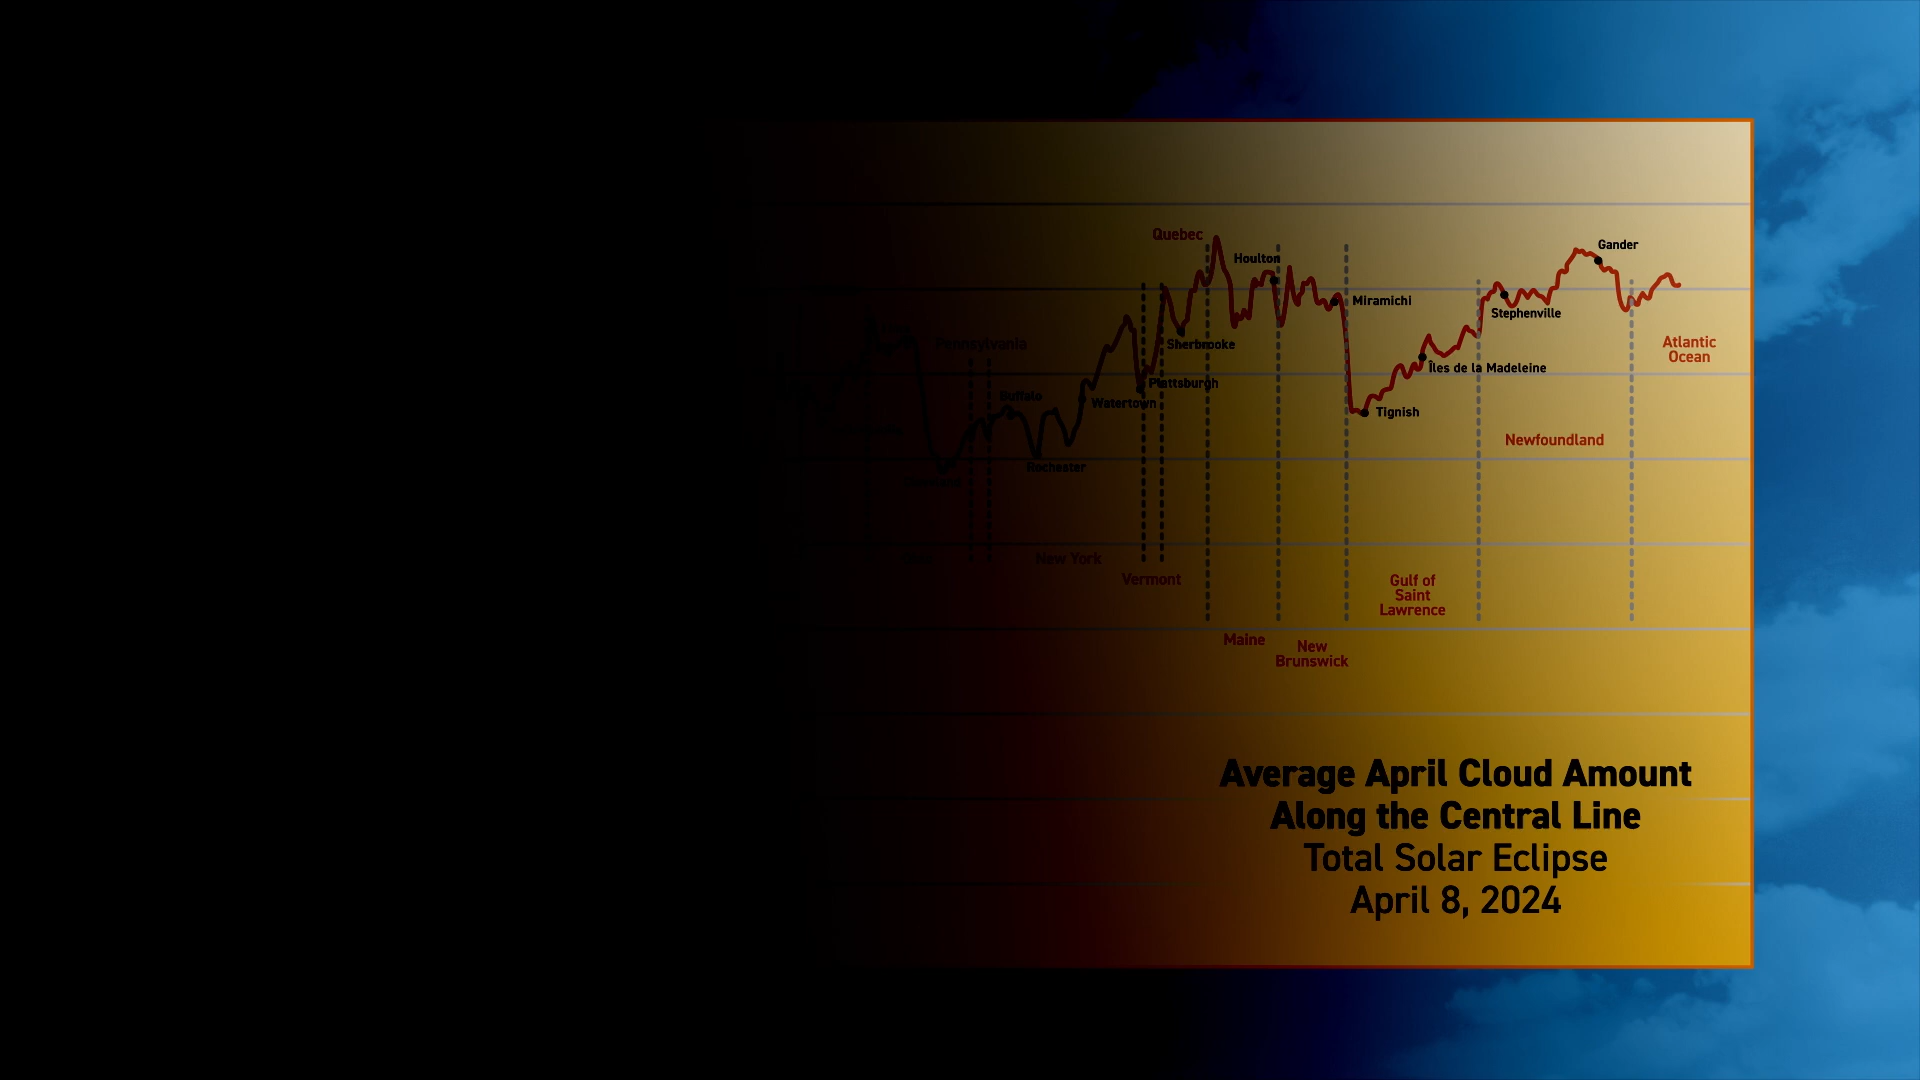 Quebec
Gander
Houlton
Miramichi
Stephenville
Pennsylvania
Sherbrooke
Atlantic
Ocean
Îles de la Madeleine
Plattsburgh
Buffalo
Watertown
Tignish
Newfoundland
Rochester
New York
Vermont
Gulf of
Saint
Lawrence
Maine
New
Brunswick
Average April Cloud Amount
Along the Central Line
Total Solar Eclipse
April 8, 2024